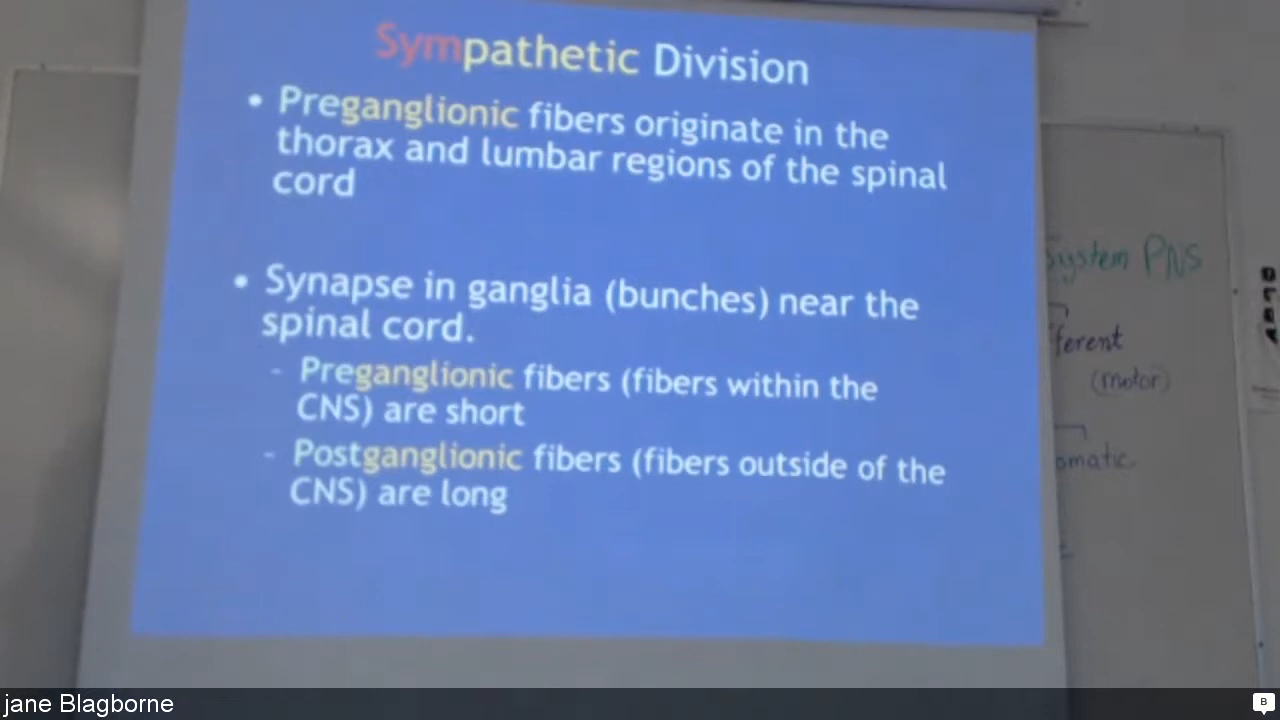 Sympathetic Division
• Preganglionic fibers originate in the
thorax and lumbar regions of the spinal
cord
• Synapse in ganglia (bunches) near the
spinal cord.
- Preganglionic fibers (fibers within the
CNS) are short
- Postganglionic fibers (fibers outside of the
CNS) are long
system PNS
ferent
(motor)
omatic
jane Blagborne
B